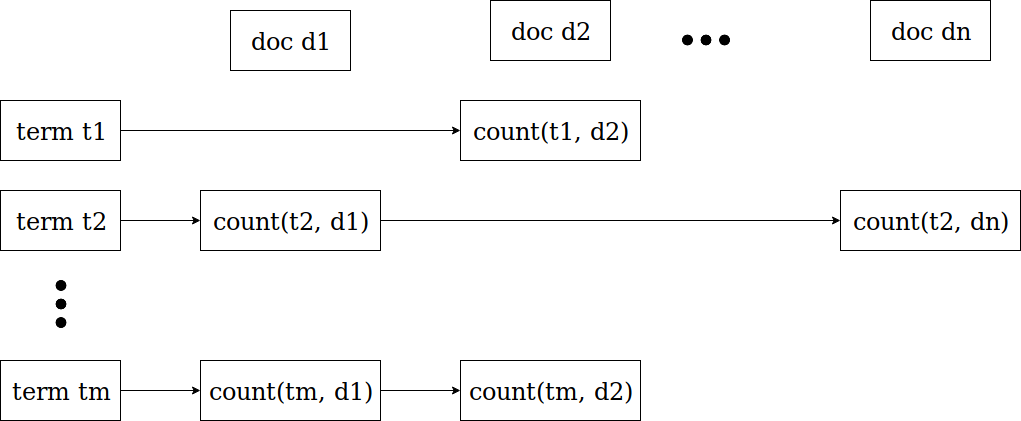 doc d1
doc d2
doc dn
term t1
count(t1, d2)
term t2
count(t2, d1)
count(t2, dn)
term tm
count(tm, d1)
count(tm, d2)